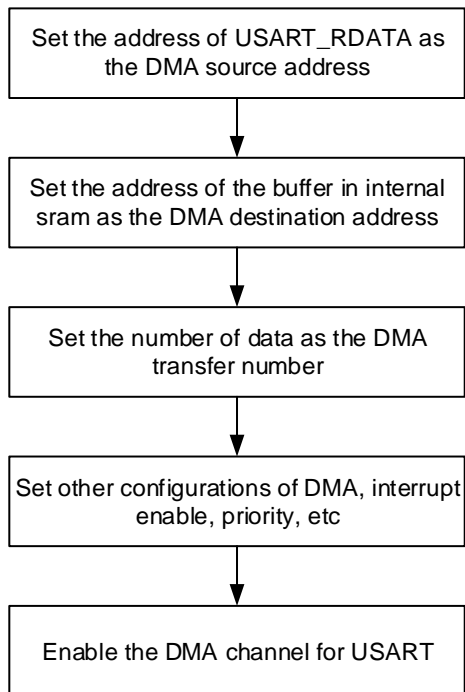 Set the address of USART_RDATA as
the DMA source address
Set the address of the buffer in internal
sram as the DMA destination address
Set the number of data as the DMA
transfer number
Set other configurations of DMA, interrupt
enable, priority, etc
Enable the DMA channel for USART